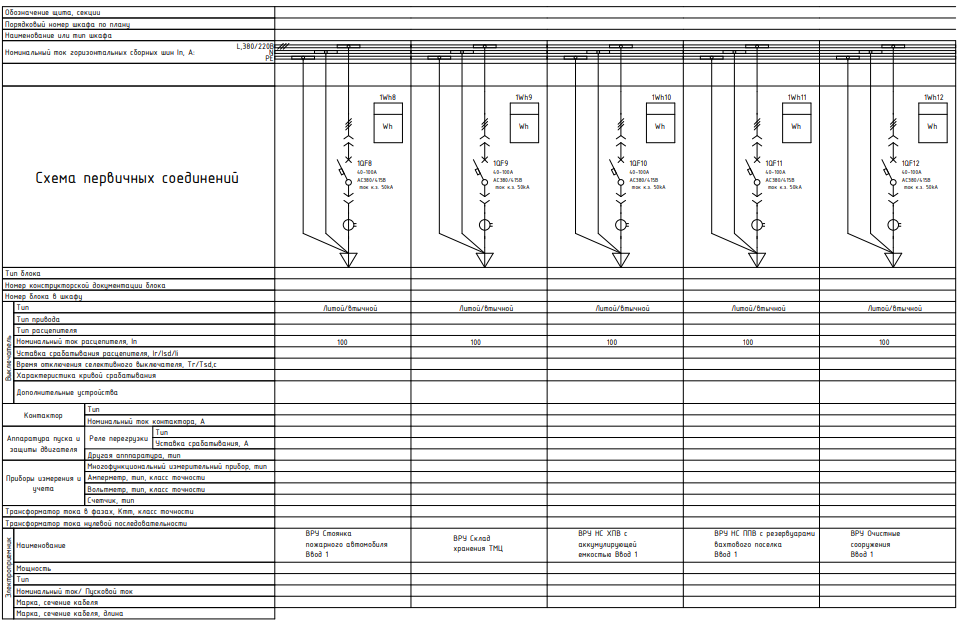 Обозначение щита, секции
Порядковый номер шкафа по плану
Наименование или тип шкафа
Номинальный ток горизонтальных сборных шин In, А:
L,380/220В
N
PE
Схема первичных соединений
1Wh8
Wh
1QF8
40-100А
AC380/415В
ток к.з. 50kA
1Wh9
Wh
1QF9
40-100А
AC380/415В
ток к.з. 50kA
1Wh10
Wh
1QF10
40-100А
AC380/415В
ток к.з. 50kA
1Wh11
Wh
1QF11
40-100А
AC380/415В
ток к.з. 50kA
1Wh12
Wh
1QF12
40-100А
AC380/415В
ток к.з. 50kA
Тип блока
Номер конструкторской документации блока
Номер блока в шкафу
Выключатель
Тип
Литой/втычной Литой/втычной Литой/втычной Литой/втычной Литой/втычной
Тип привода
Тип расцепителя
Номинальный ток расцепителя, In
100 100 100 100 100
Уставка срабатывания расцепителя, Ir/Isd/Ii
Время отключения селективного выключателя, Tr/Tsd,с
Характеристика кривой срабатывания
Дополнительные устройства
Контактор
Тип
Номинальный ток контактора, А
Аппаратура пуска и
защиты двигателя
Реле перегрузки
Тип
Уставка срабатывания, А
Другая апппаратура, тип
Приборы измерения и
учета
Многофункциональный измерительный прибор, тип
Амперметр, тип, класс точности
Вольтметр, тип, класс точности
Счетчик, тип
Трансформатор тока в фазах, Kтт, класс точности
Трансформатор тока нулевой последовательности
Электроприемник
Наименование
ВРУ Стоянка
пожарного автомобиля
Ввод 1
ВРУ Склад
хранения ТМЦ
ВРУ НС ХПВ с
аккумулирующей
емкостью Ввод 1
ВРУ НС ППВ с резервуарами
вахтового поселка
Ввод 1
ВРУ Очистные
сооружения
Ввод 1
Мощность
Тип
Номинальный ток/ Пусковой ток
Марка, сечение кабеля
Марка, сечение кабеля, длина